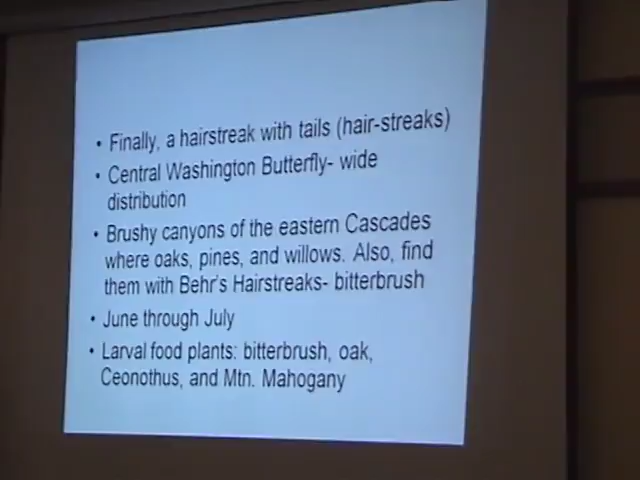 • Finally, a hairstreak with tails (hair-streaks)
• Central Washington Butterfly- wide
distribution
• Brushy canyons of the eastern Cascades
where oaks, pines, and willows. Also, find
them with Behr's Hairstreaks- bitterbrush
• June through July
• Larval food plants: bitterbrush, oak,
Ceonothus, and Mtn. Mahogany